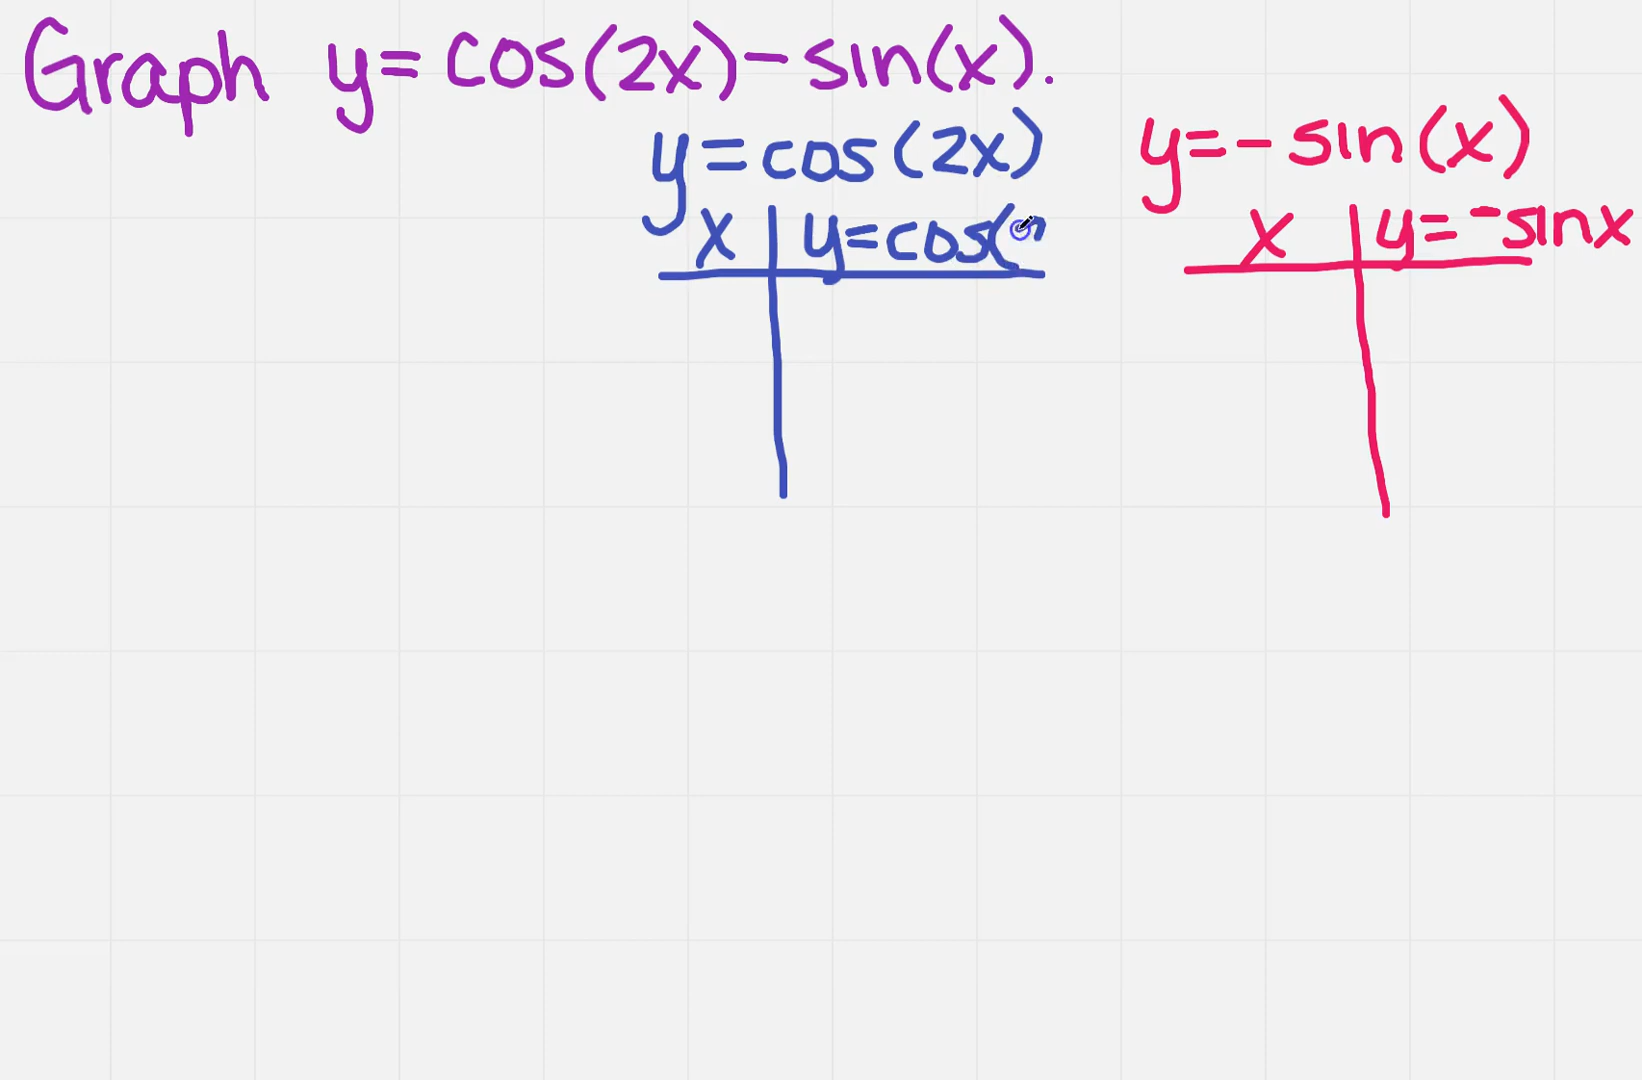 Graph y=cos(2x)-sin(x).
y=cos(2x)
x y=cos(
y=-sin(x)
x y=-sinx